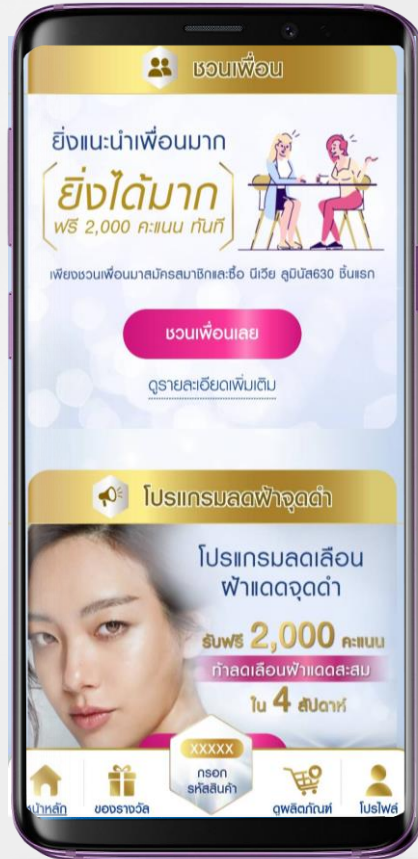 ชวนเพื่อน
ยิ่งแนะนำเพื่อนมาก
ยิ่งได้มาก
ฟรี 2,000 คะแนน ทันที
เพียงชวนเพื่อนมาสมัครสมาชิกและซื้อ นีเวีย ลูมินัส630 ชิ้นแรก
ชวนเพื่อนเลย
ดูรายละเอียดเพิ่มเติม
โปรแกรมลดฝ้าจุดดำ
โปรแกรมลดเลือน
ฝ้าแดดจุดดำ
รับฟรี 2,000 คะแนน
ท้าลดเลือนฝ้าแดดสะสม
ใน 4 สัปดาห์
XXXXX
กรอก
รหัสสินค้า
หน้าหลัก
ของรางวัล
ดูผลิตภัณฑ์
โปรไฟล์